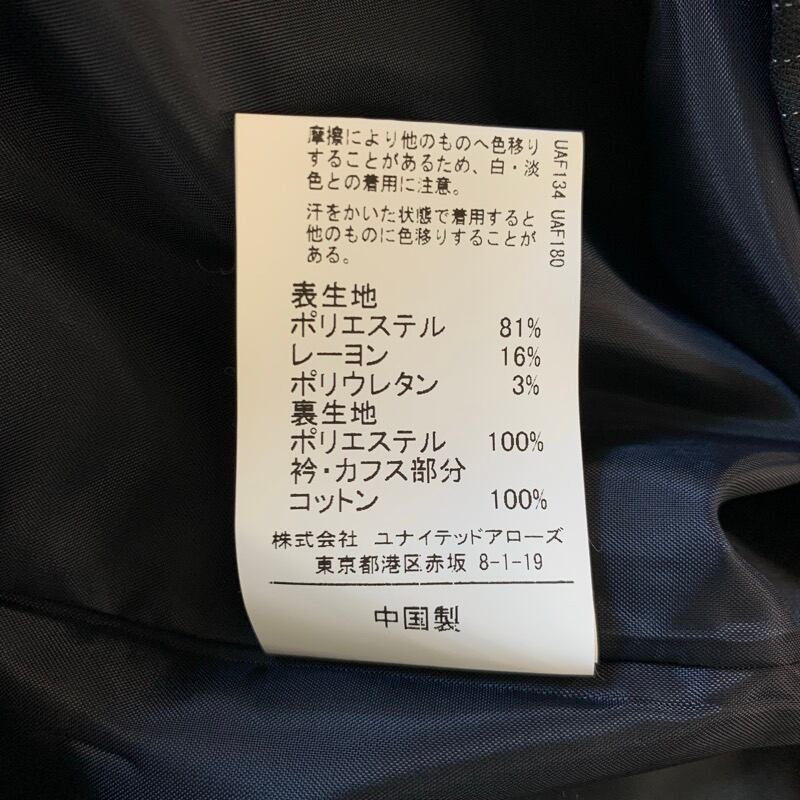 摩擦により他のものへ色移り
することがあるため、白・淡
色との着用に注意。
汗をかいた状態で着用すると
他のものに色移りすることが
ある。
UAF134 UAF180
表生地
ポリエステル 81%
レーヨン 16%
ポリウレタン 3%
裏生地
ポリエステル 100%
衿・カフス部分
コットン 100%
株式会社 ユナイテッドアローズ
東京都港区赤坂 8-1-19
中国製